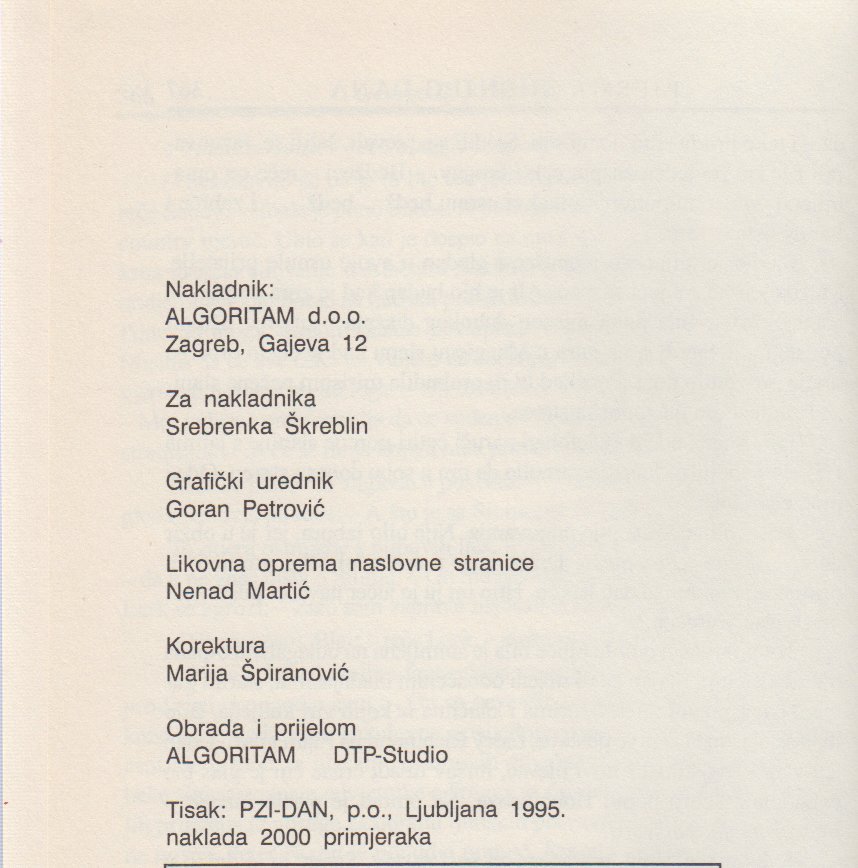 Nakladnik:
ALGORITAM d.o.o.
Zagreb, Gajeva 12
Za nakladnika
Srebrenka Škreblin
Grafički urednik
Goran Petrović
Likovna oprema naslovne stranice
Nenad Martić
Korektura
Marija Špiranović
Obrada i prijelom
ALGORITAM DTP-Studio
Tisak: PZI-DAN, p.o., Ljubljana 1995.
naklada 2000 primjeraka